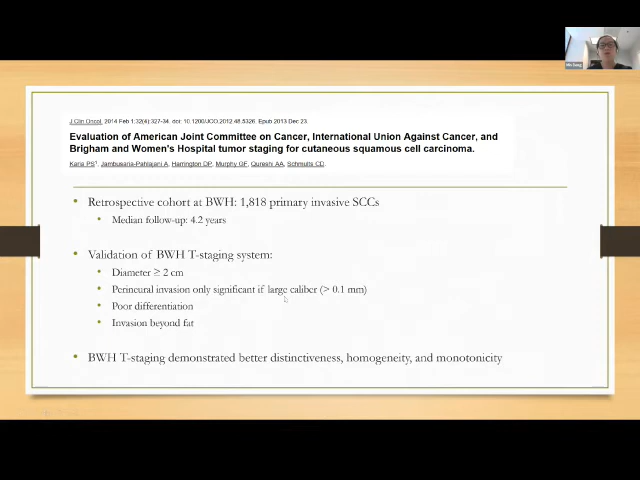 J Clin Oncol. 2014 Feb 1;32(4):327-34. doi: 10.1200/JCO.2012.48.5326. Epub 2013 Dec 23.
Evaluation of American Joint Committee on Cancer, International Union Against Cancer, and
Brigham and Women's Hospital tumor staging for cutaneous squamous cell carcinoma.
Karia PS¹, Jambusaria-Pahlajani A, Harrington DP, Murphy GF, Qureshi AA, Schmults CD.
• Retrospective cohort at BWH: 1,818 primary invasive SCCs
• Median follow-up: 4.2 years
• Validation of BWH T-staging system:
• Diameter ≥ 2 cm
• Perineural invasion only significant if large caliber (> 0.1 mm)
• Poor differentiation
• Invasion beyond fat
• BWH T-staging demonstrated better distinctiveness, homogeneity, and monotonicity